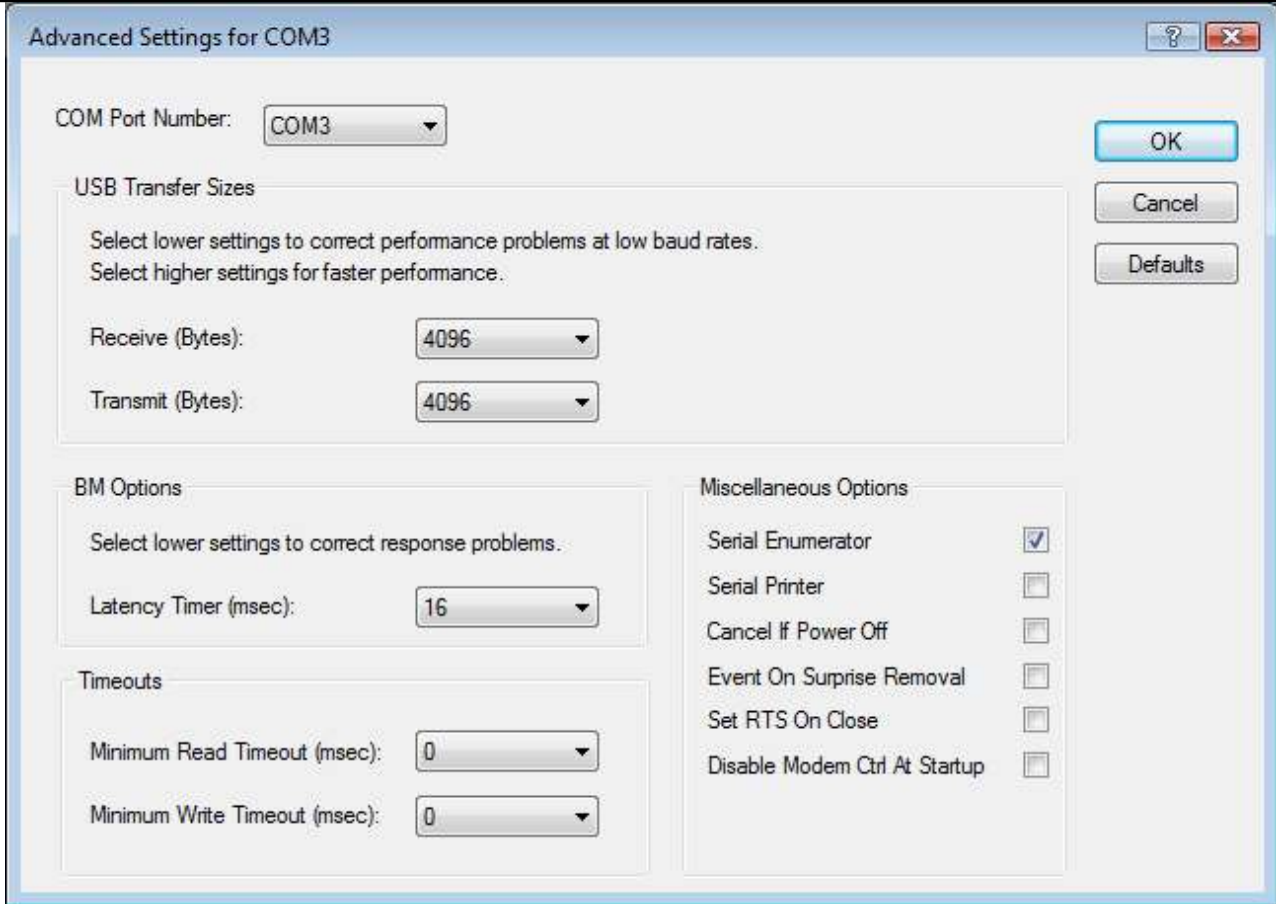 Advanced Settings for COM3
?
COM Port Number: COM3
OK
Cancel
Defaults
USB Transfer Sizes
Select lower settings to correct performance problems at low baud rates.
Select higher settings for faster performance.
Receive (Bytes): 4096
Transmit (Bytes): 4096
BM Options
Select lower settings to correct response problems.
Latency Timer (msec): 16
Timeouts
Minimum Read Timeout (msec): 0
Minimum Write Timeout (msec): 0
Miscellaneous Options
Serial Enumerator
Serial Printer
Cancel If Power Off
Event On Surprise Removal
Set RTS On Close
Disable Modem Ctrl At Startup